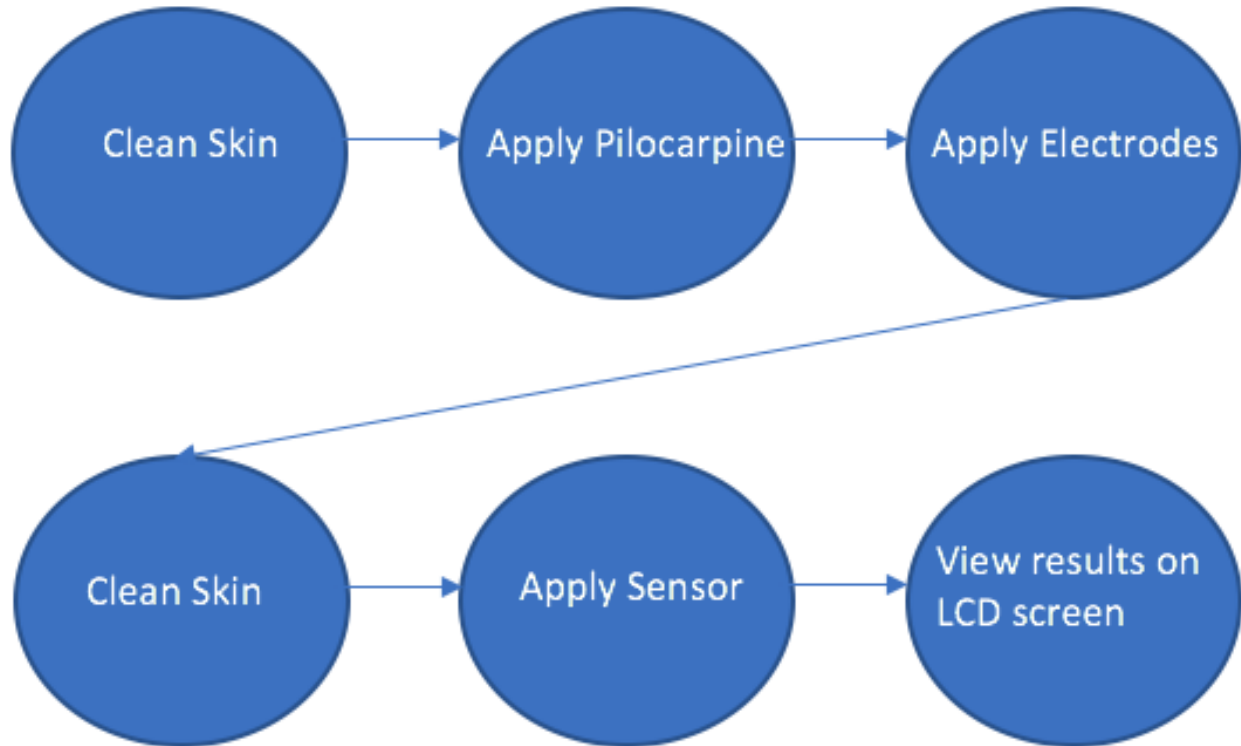 Clean Skin
Apply Pilocarpine
Apply Electrodes
Clean Skin
Apply Sensor
View results on
LCD screen